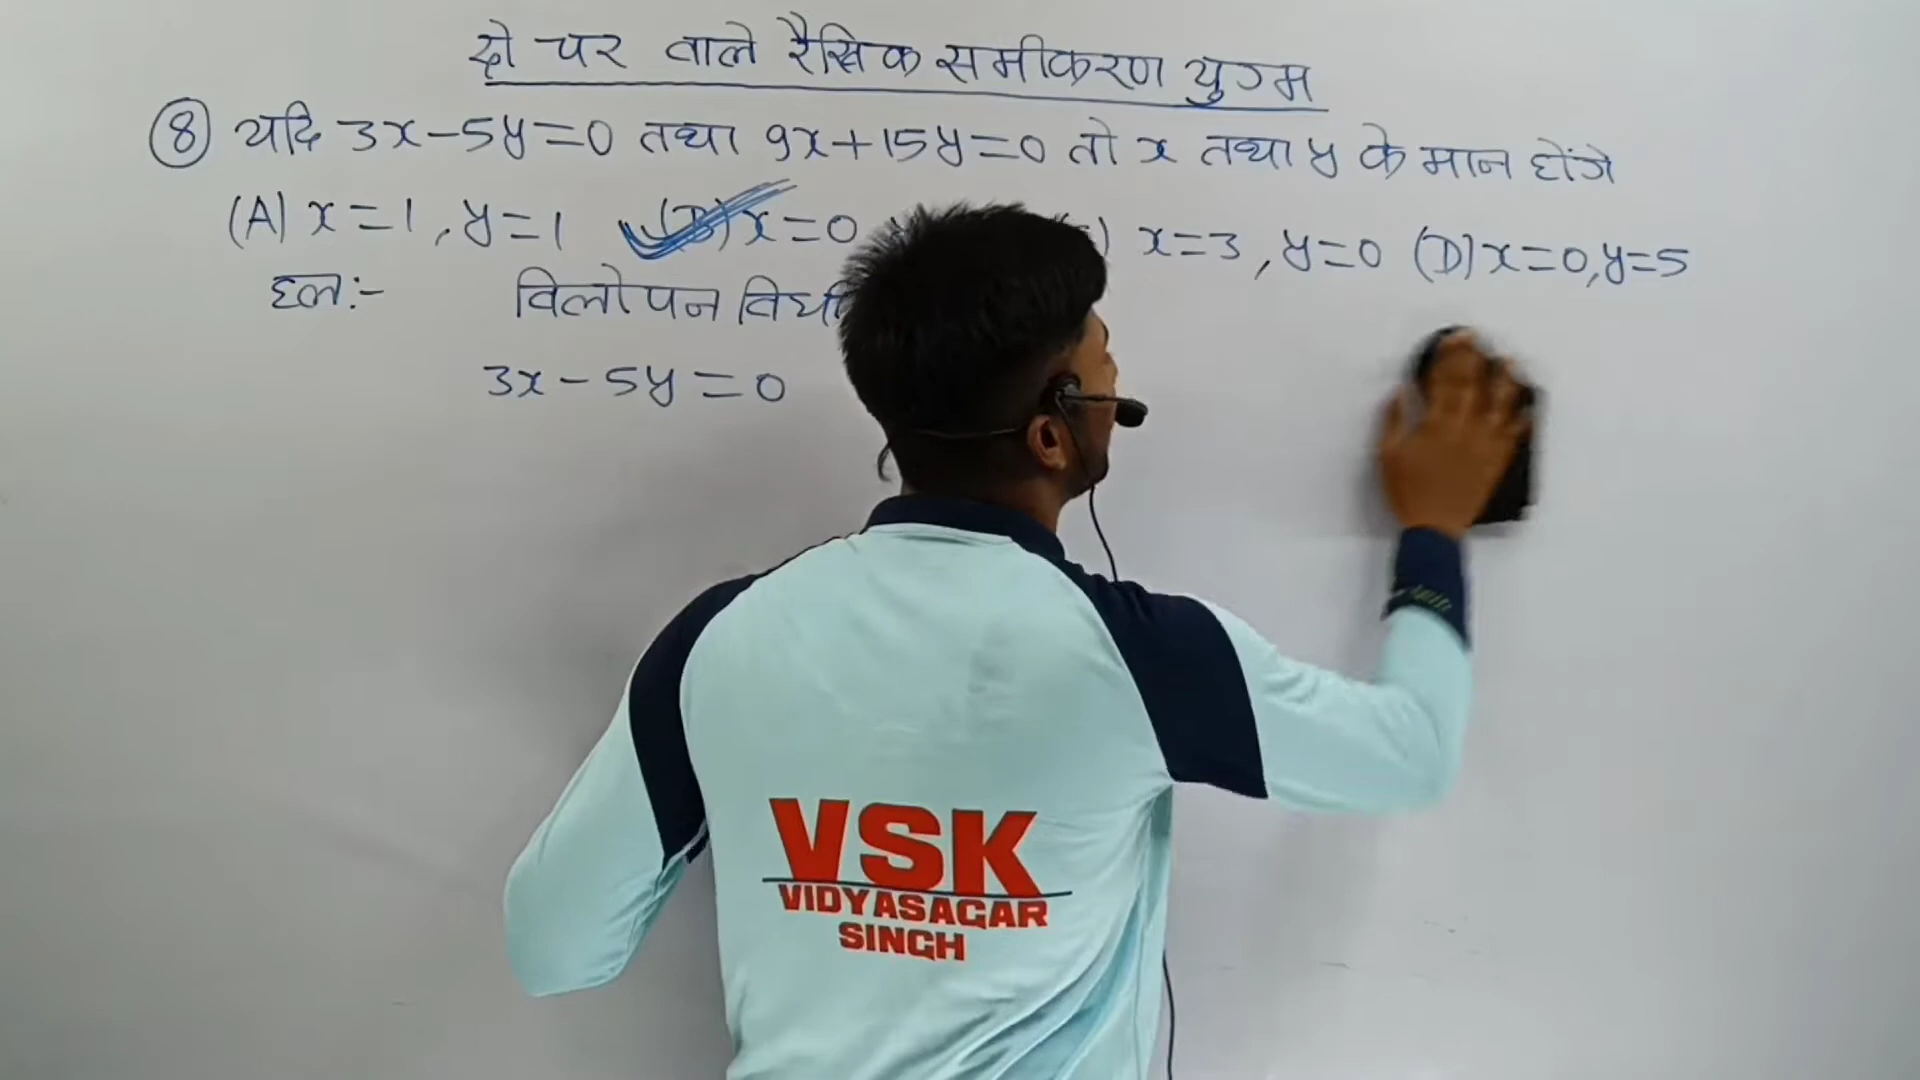 दो चर वाले रैखिक समीकरण युग्म
⑧ यदि 3x-5y=0 तथा 9x+15y=0 तो x तथा y के मान होंगे
(A) x=1, y=1 (B) x=0 x=3, y=0 (D) x=0, y=5
हल:- विलोपन
3x-5y=0
VSK
VIDYASAGAR
SINGH